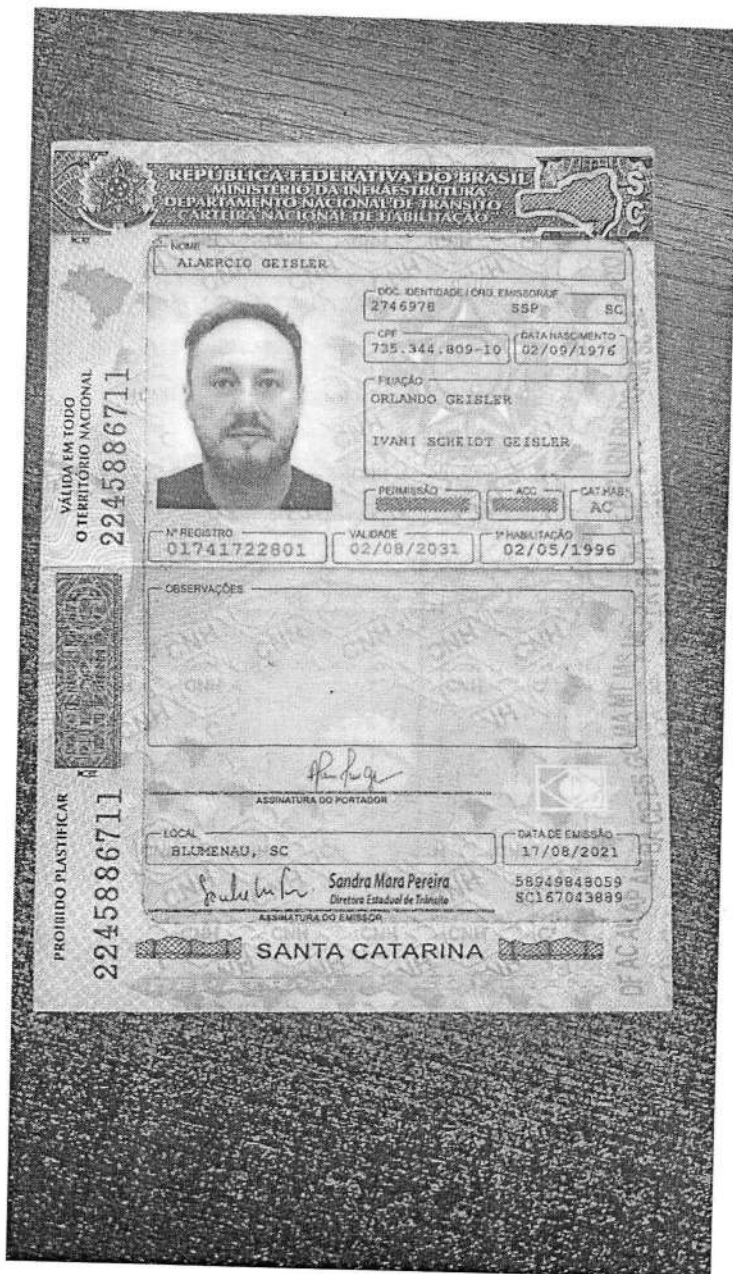 REPÚBLICA FEDERATIVA DO BRASIL
MINISTÉRIO DA INFRAESTRUTURA
DEPARTAMENTO NACIONAL DE TRÂNSITO
CARTEIRA NACIONAL DE HABILITAÇÃO
SC
NOME
ALAERCIO GEISLER
DOC. IDENTIDADE / ÓRG. EMISSOR/UF
2746978 SSP SC
CPF DATA NASCIMENTO
735.344.809-10 02/09/1976
FILIAÇÃO
ORLANDO GEISLER
IVANI SCHEIDT GEISLER
PERMISSÃO ACC CAT.HAB.
AC
Nº REGISTRO VALIDADE 1ª HABILITAÇÃO
01741722801 02/08/2031 02/05/1996
VÁLIDA EM TODO
O TERRITÓRIO NACIONAL
2245886711
OBSERVAÇÕES
ASSINATURA DO PORTADOR
LOCAL DATA DE EMISSÃO
BLUMENAU, SC 17/08/2021
Sandra Mara Pereira
Diretora Estadual de Trânsito
58949848059
SC167043889
ASSINATURA DO EMISSOR
PROIBIDO PLASTIFICAR
2245886711
SANTA CATARINA